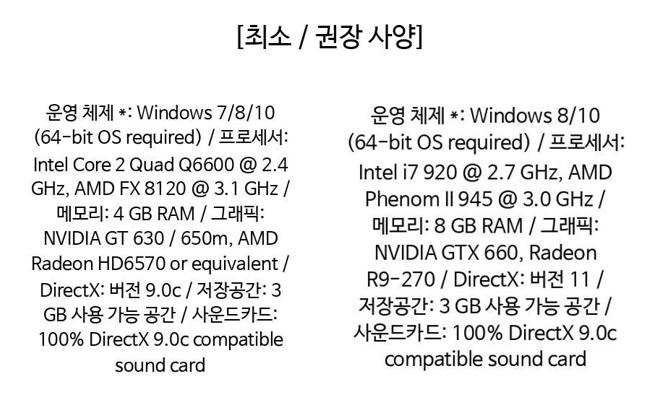 [최소 / 권장 사양]
운영 체제 *: Windows 7/8/10
(64-bit OS required) / 프로세서:
Intel Core 2 Quad Q6600 @ 2.4
GHz, AMD FX 8120 @ 3.1 GHz /
메모리: 4 GB RAM / 그래픽:
NVIDIA GT 630 / 650m, AMD
Radeon HD6570 or equivalent /
DirectX: 버전 9.0c / 저장공간: 3
GB 사용 가능 공간 / 사운드카드:
100% DirectX 9.0c compatible
sound card
운영 체제 *: Windows 8/10
(64-bit OS required) / 프로세서:
Intel i7 920 @ 2.7 GHz, AMD
Phenom II 945 @ 3.0 GHz /
메모리: 8 GB RAM / 그래픽:
NVIDIA GTX 660, Radeon
R9-270 / DirectX: 버전 11 /
저장공간: 3 GB 사용 가능 공간 /
사운드카드: 100% DirectX 9.0c
compatible sound card